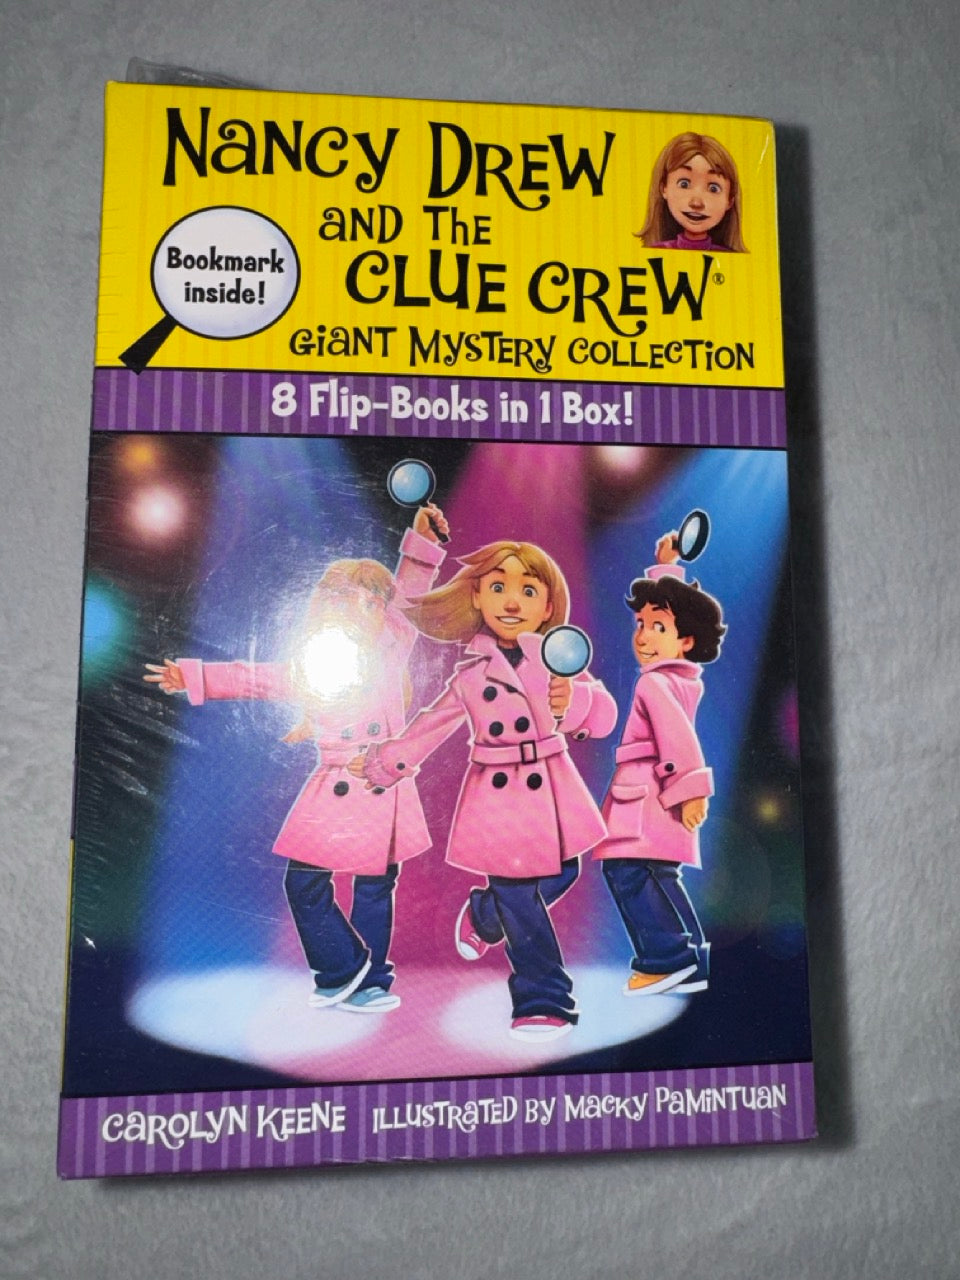 Nancy Drew
and the
Clue Crew®
Giant Mystery Collection
Bookmark
inside!
8 Flip-Books in 1 Box!
Carolyn Keene Illustrated by Macky Pamintuan